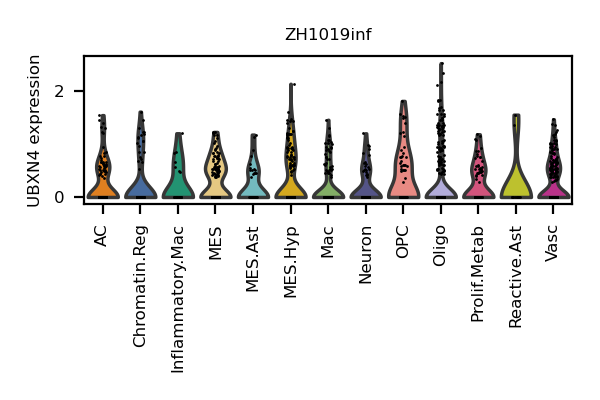 ZH1019inf
UBXN4 expression
2
0
AC
Chromatin.Reg
Inflammatory.Mac
MES
MES.Ast
MES.Hyp
Mac
Neuron
OPC
Oligo
Prolif.Metab
Reactive.Ast
Vasc